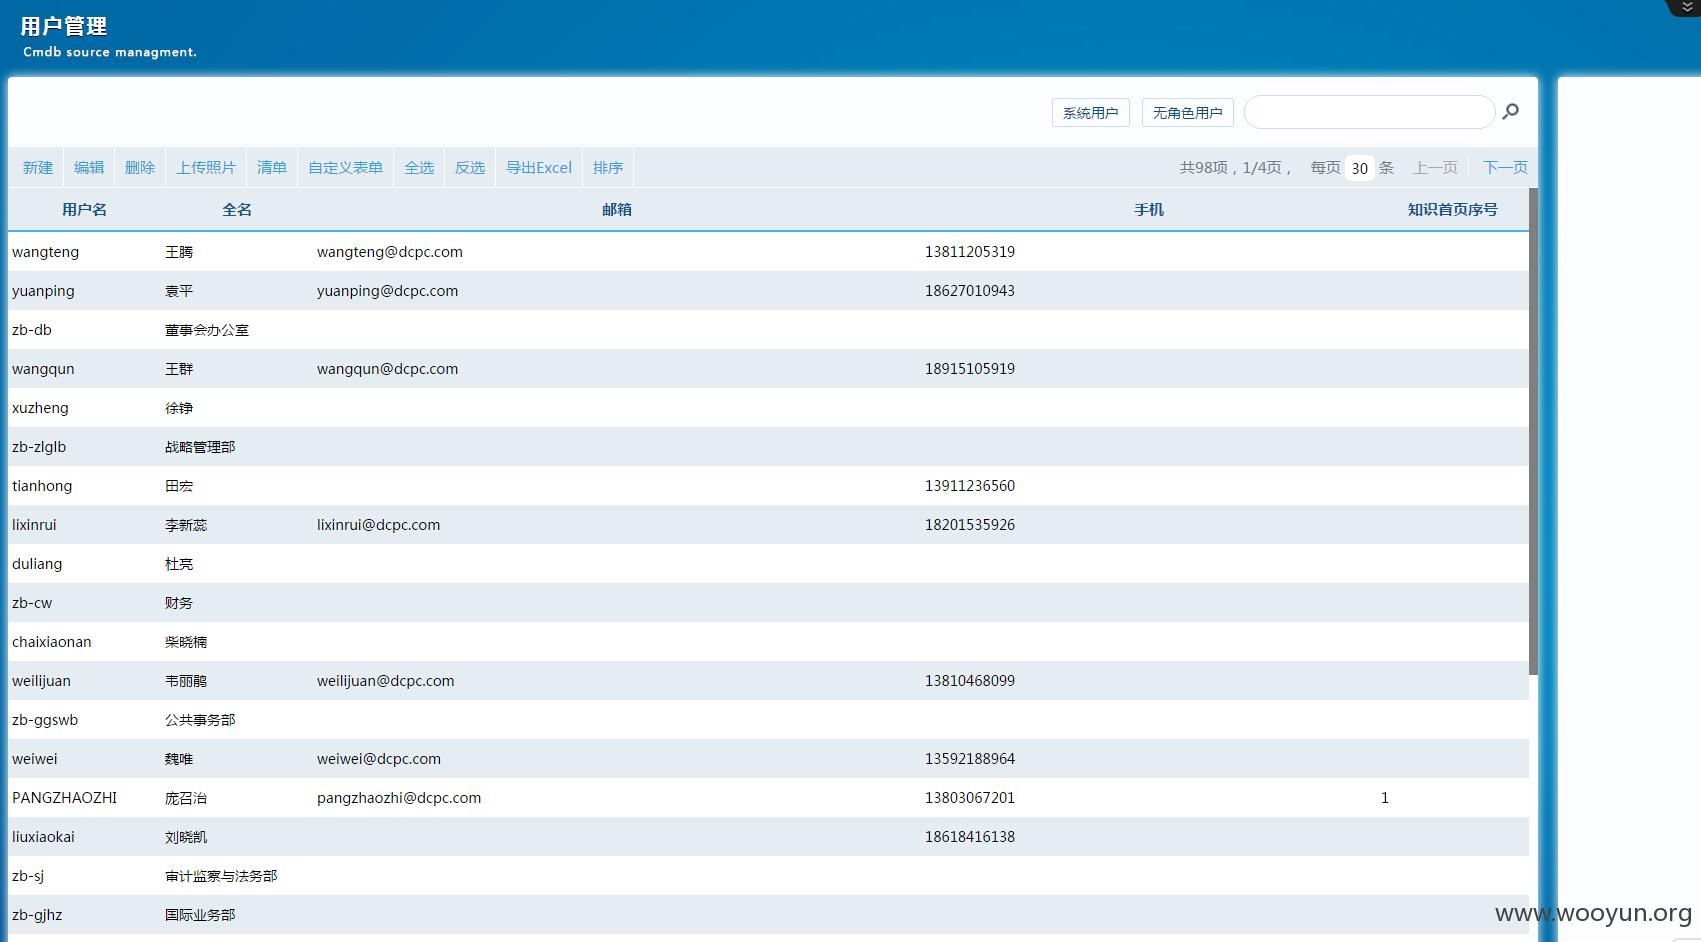 用户管理
Cmdb source managment.
系统用户 无角色用户
新建 编辑 删除 上传照片 清单 自定义表单 全选 反选 导出Excel 排序 共98项，1/4页， 每页 30 条 上一页 下一页
用户名 全名 邮箱 手机 知识首页序号
wangteng 王腾 wangteng@dcpc.com 13811205319
yuanping 袁平 yuanping@dcpc.com 18627010943
zb-db 董事会办公室
wangqun 王群 wangqun@dcpc.com 18915105919
xuzheng 徐铮
zb-zlglb 战略管理部
tianhong 田宏 13911236560
lixinrui 李新蕊 lixinrui@dcpc.com 18201535926
duliang 杜亮
zb-cw 财务
chaixiaonan 柴晓楠
weilijuan 韦丽鹃 weilijuan@dcpc.com 13810468099
zb-ggswb 公共事务部
weiwei 魏唯 weiwei@dcpc.com 13592188964
PANGZHAOZHI 庞召治 pangzhaozhi@dcpc.com 13803067201 1
liuxiaokai 刘晓凯 18618416138
zb-sj 审计监察与法务部
zb-gjhz 国际业务部
www.wooyun.org